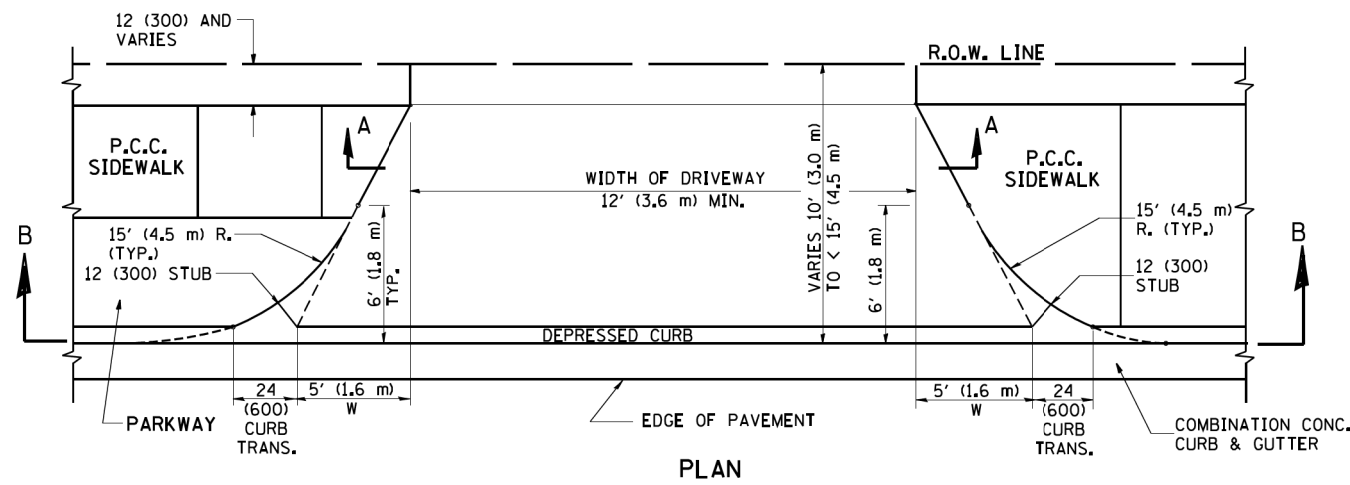 12 (300) AND
VARIES
R.O.W. LINE
A
A
P.C.C.
SIDEWALK
P.C.C.
SIDEWALK
WIDTH OF DRIVEWAY
12' (3.6 m) MIN.
VARIES 10' (3.0 m)
TO < 15' (4.5 m)
15' (4.5 m)
R. (TYP.)
B
B
15' (4.5 m) R.
(TYP.)
12 (300) STUB
6' (1.8 m)
TYP.
6' (1.8 m)
12 (300)
STUB
DEPRESSED CURB
24
(600)
CURB
TRANS.
5' (1.6 m)
W
5' (1.6 m)
W
24
(600)
CURB
TRANS.
PARKWAY
EDGE OF PAVEMENT
COMBINATION CONC.
CURB & GUTTER
PLAN